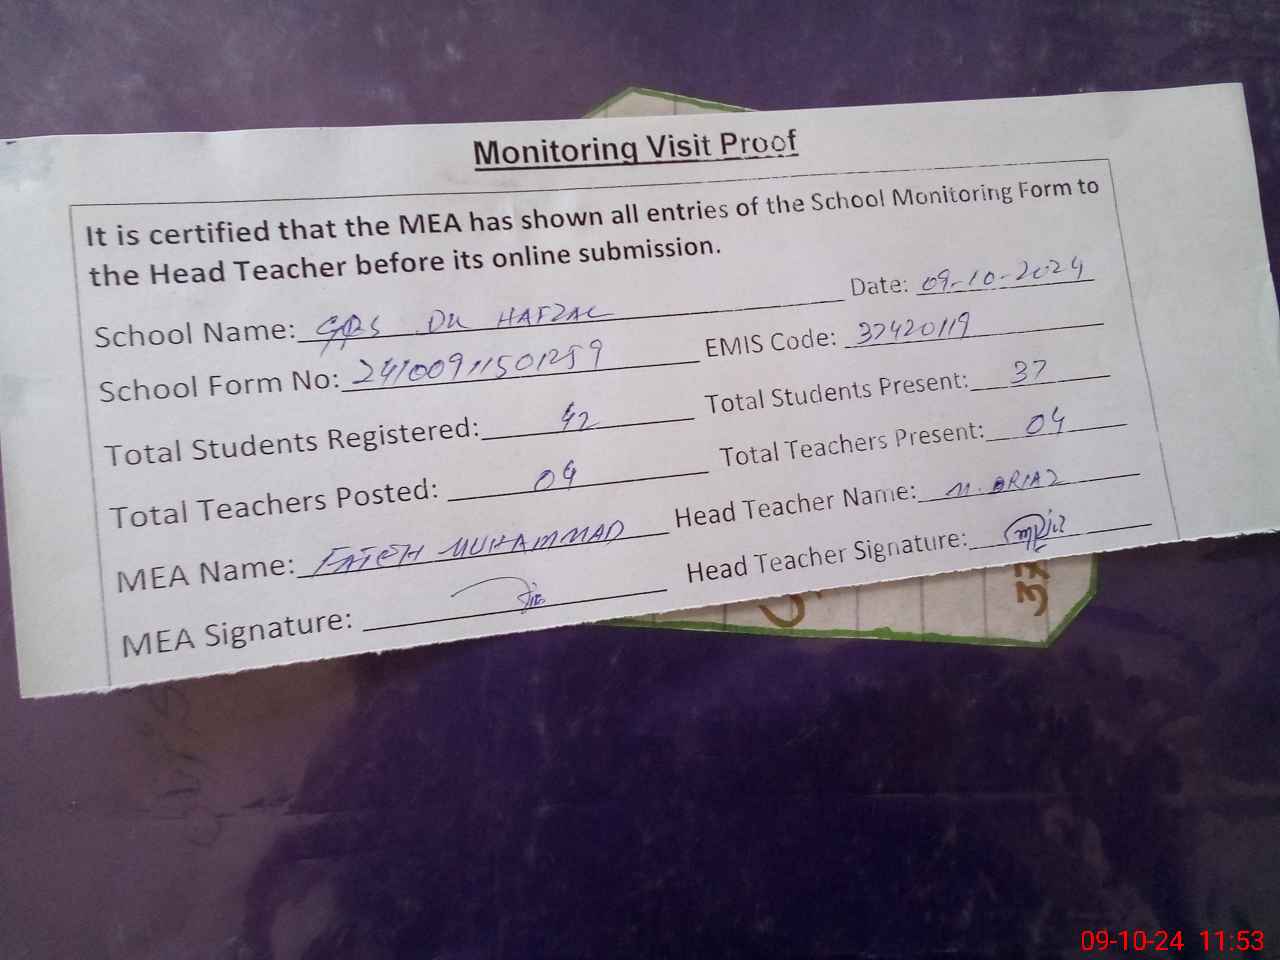 Monitoring Visit Proof
It is certified that the MEA has shown all entries of the School Monitoring Form to
the Head Teacher before its online submission.
School Name: GPS DK HAFZAL Date: 09-10-2024
School Form No: 24100911501259 EMIS Code: 37420119
Total Students Registered: 42 Total Students Present: 37
Total Teachers Posted: 04 Total Teachers Present: 04
MEA Name: FATEH MUHAMMAD Head Teacher Name: M.
MEA Signature: Head Teacher Signature:
09-10-24 11:53